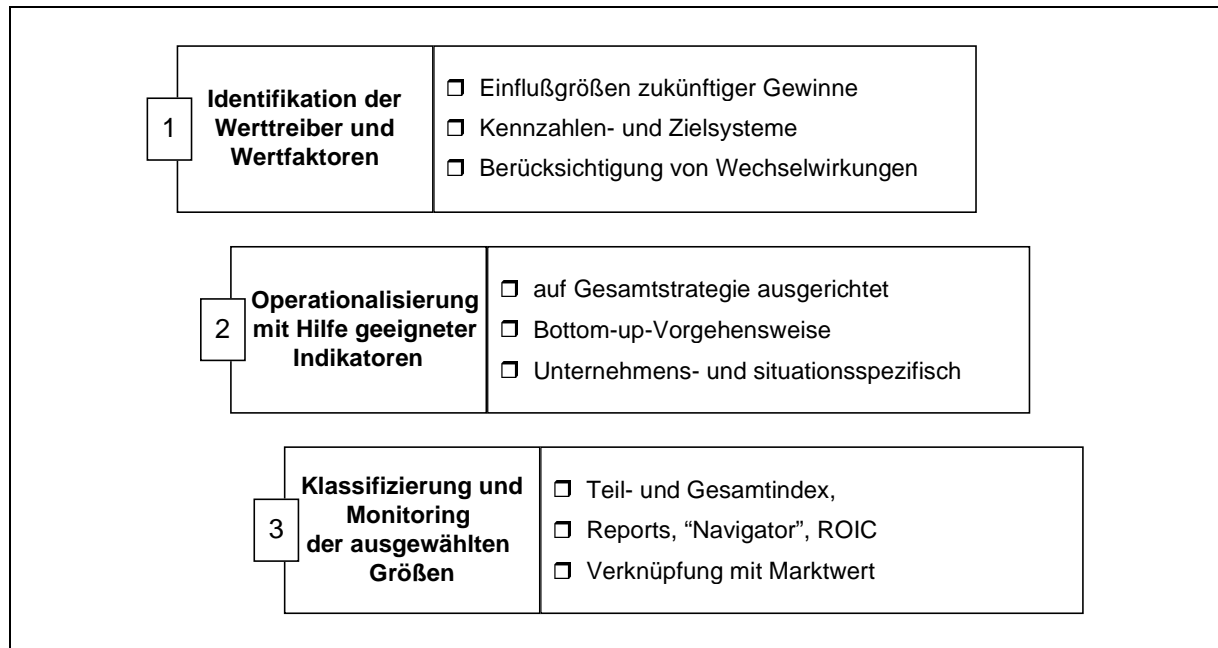 1
Identifikation der
Werttreiber und
Wertfaktoren
❒ Einflußgrößen zukünftiger Gewinne
❒ Kennzahlen- und Zielsysteme
❒ Berücksichtigung von Wechselwirkungen
2
Operationalisierung
mit Hilfe geeigneter
Indikatoren
❒ auf Gesamtstrategie ausgerichtet
❒ Bottom-up-Vorgehensweise
❒ Unternehmens- und situationsspezifisch
3
Klassifizierung und
Monitoring
der ausgewählten
Größen
❒ Teil- und Gesamtindex,
❒ Reports, “Navigator”, ROIC
❒ Verknüpfung mit Marktwert